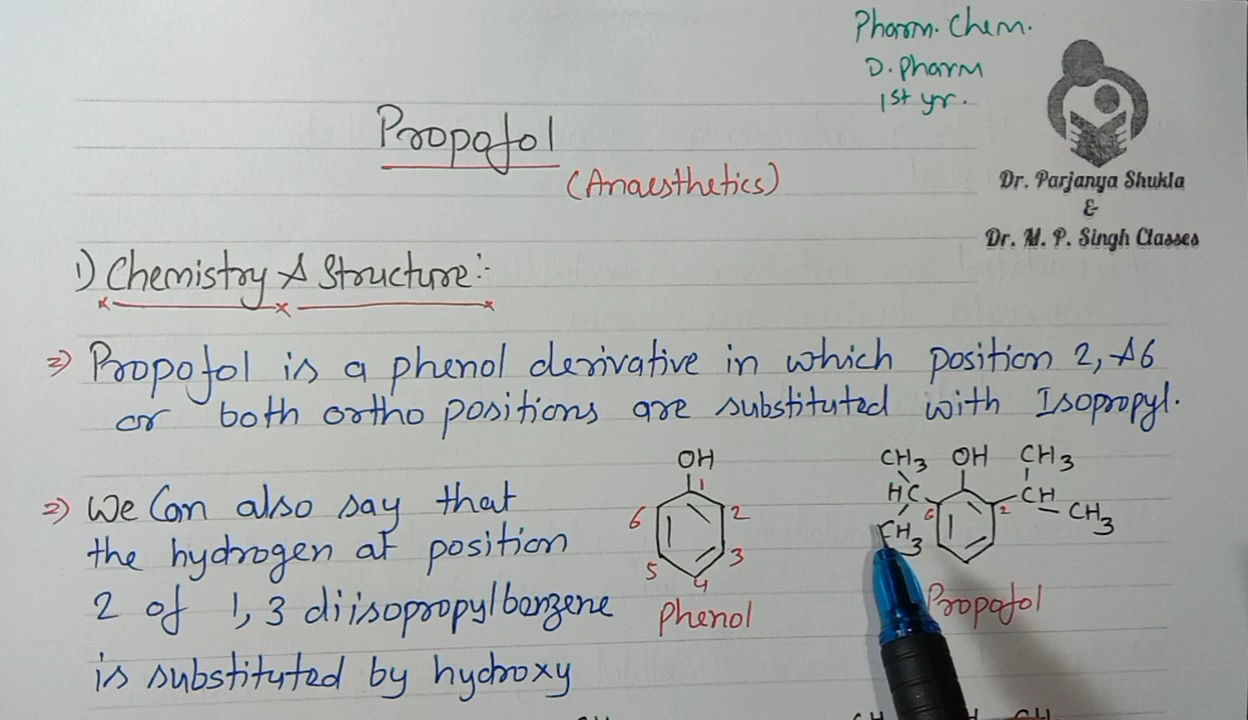 Pharm. Chem.
D. Pharm
1st yr.
Propofol
(Anaesthetics)
Dr. Parjanya Shukla
&
Dr. M. P. Singh Classes
1) Chemistry & Structure:-
⇒ Propofol is a phenol derivative in which position 2, &6
or both ortho positions are substituted with Isopropyl.
⇒ We Can also say that
the hydrogen at position
2 of 1,3 diisopropylbenzene
is substituted by hydroxy
OH
1
6 2
5 3
4
Phenol
CH3 OH CH3
HC 6 2 CH
CH3 CH3
Propofol